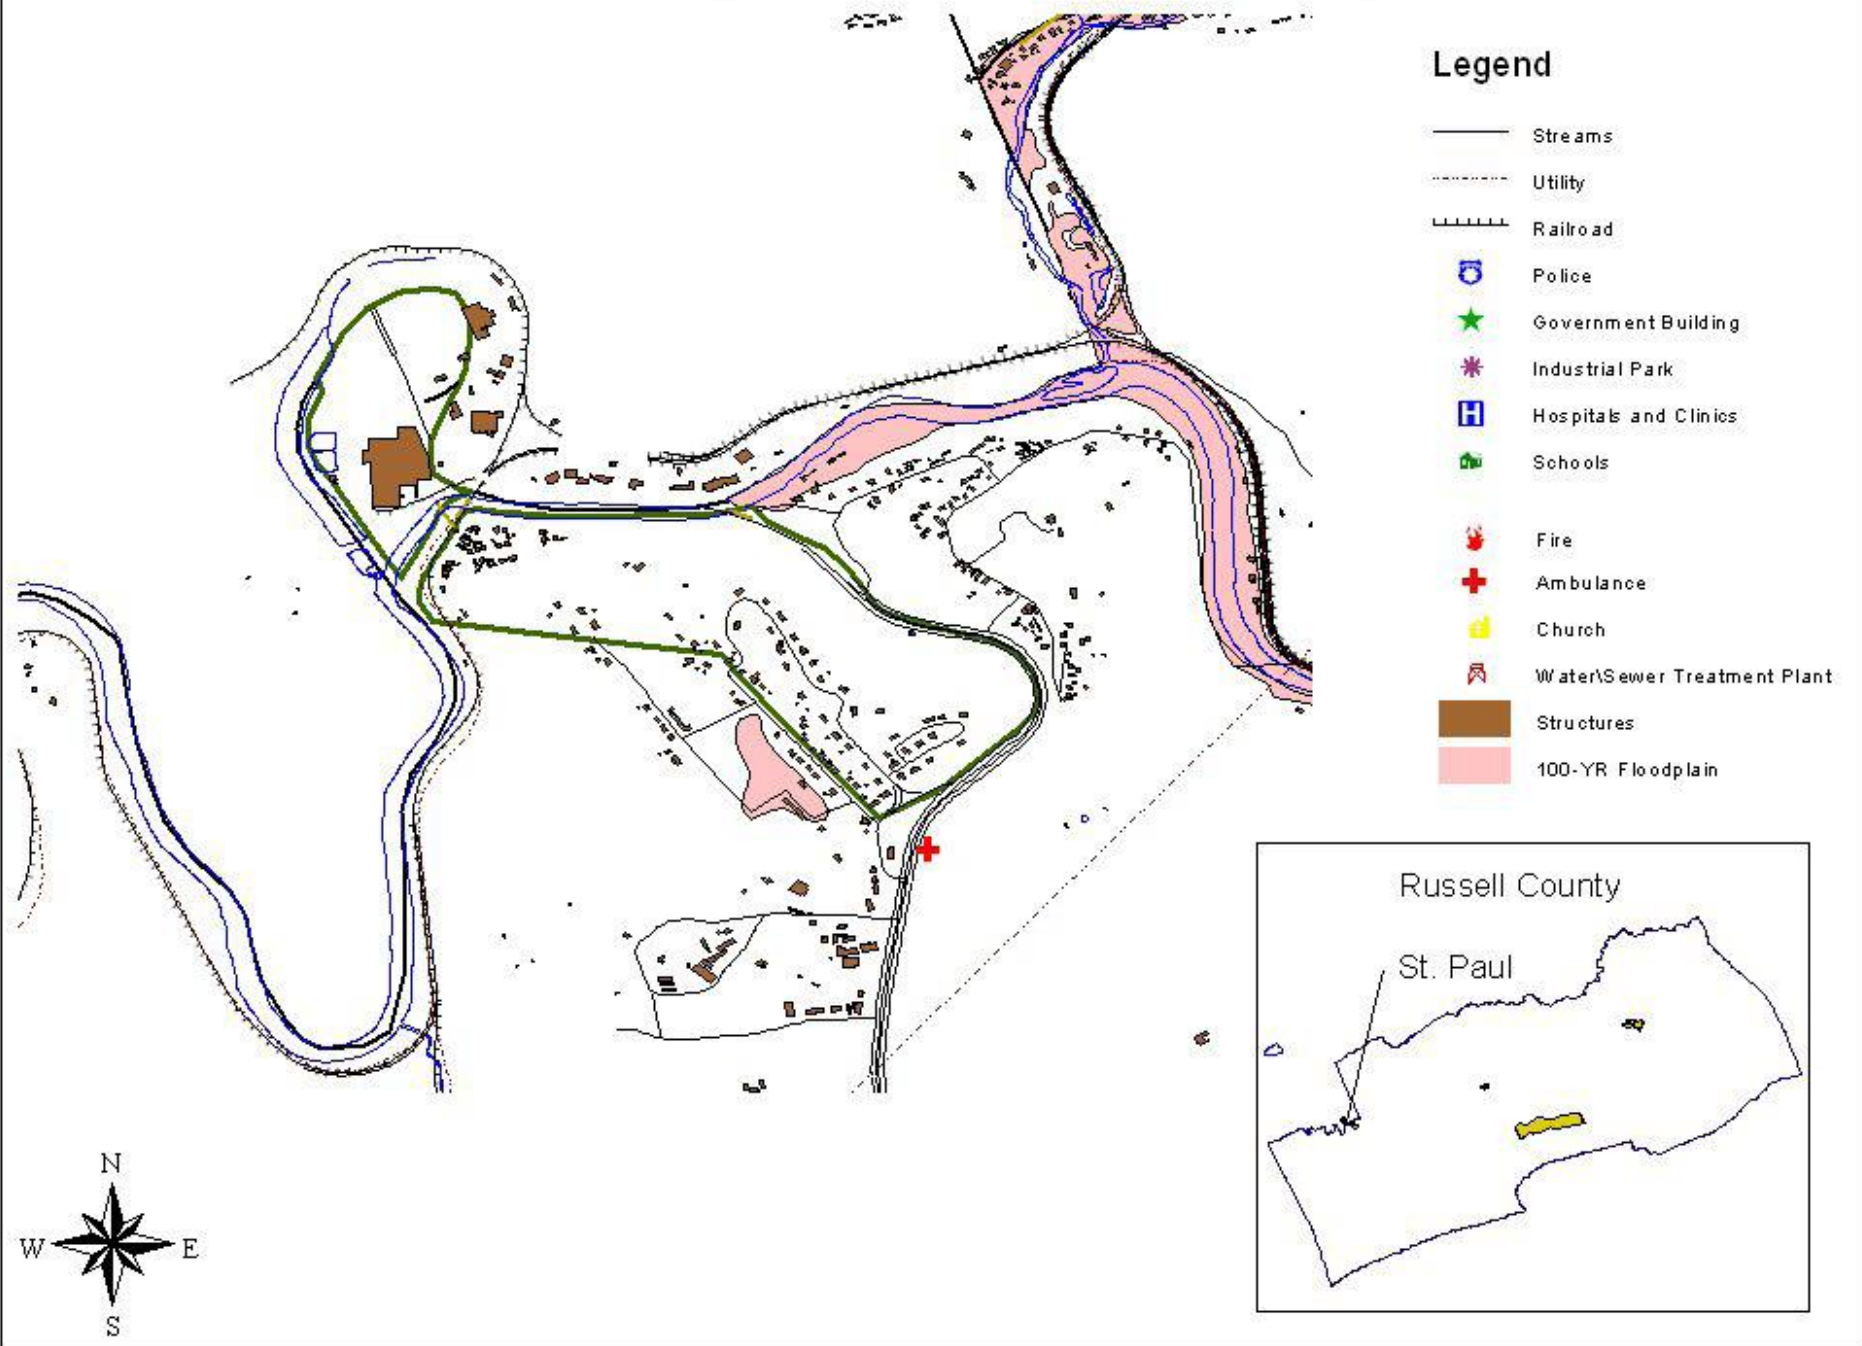 Legend
Streams
Utility
Railroad
Police
Government Building
Industrial Park
Hospitals and Clinics
Schools
Fire
Ambulance
Church
Water\Sewer Treatment Plant
Structures
100-YR Floodplain
Russell County
St. Paul
N
W E
S